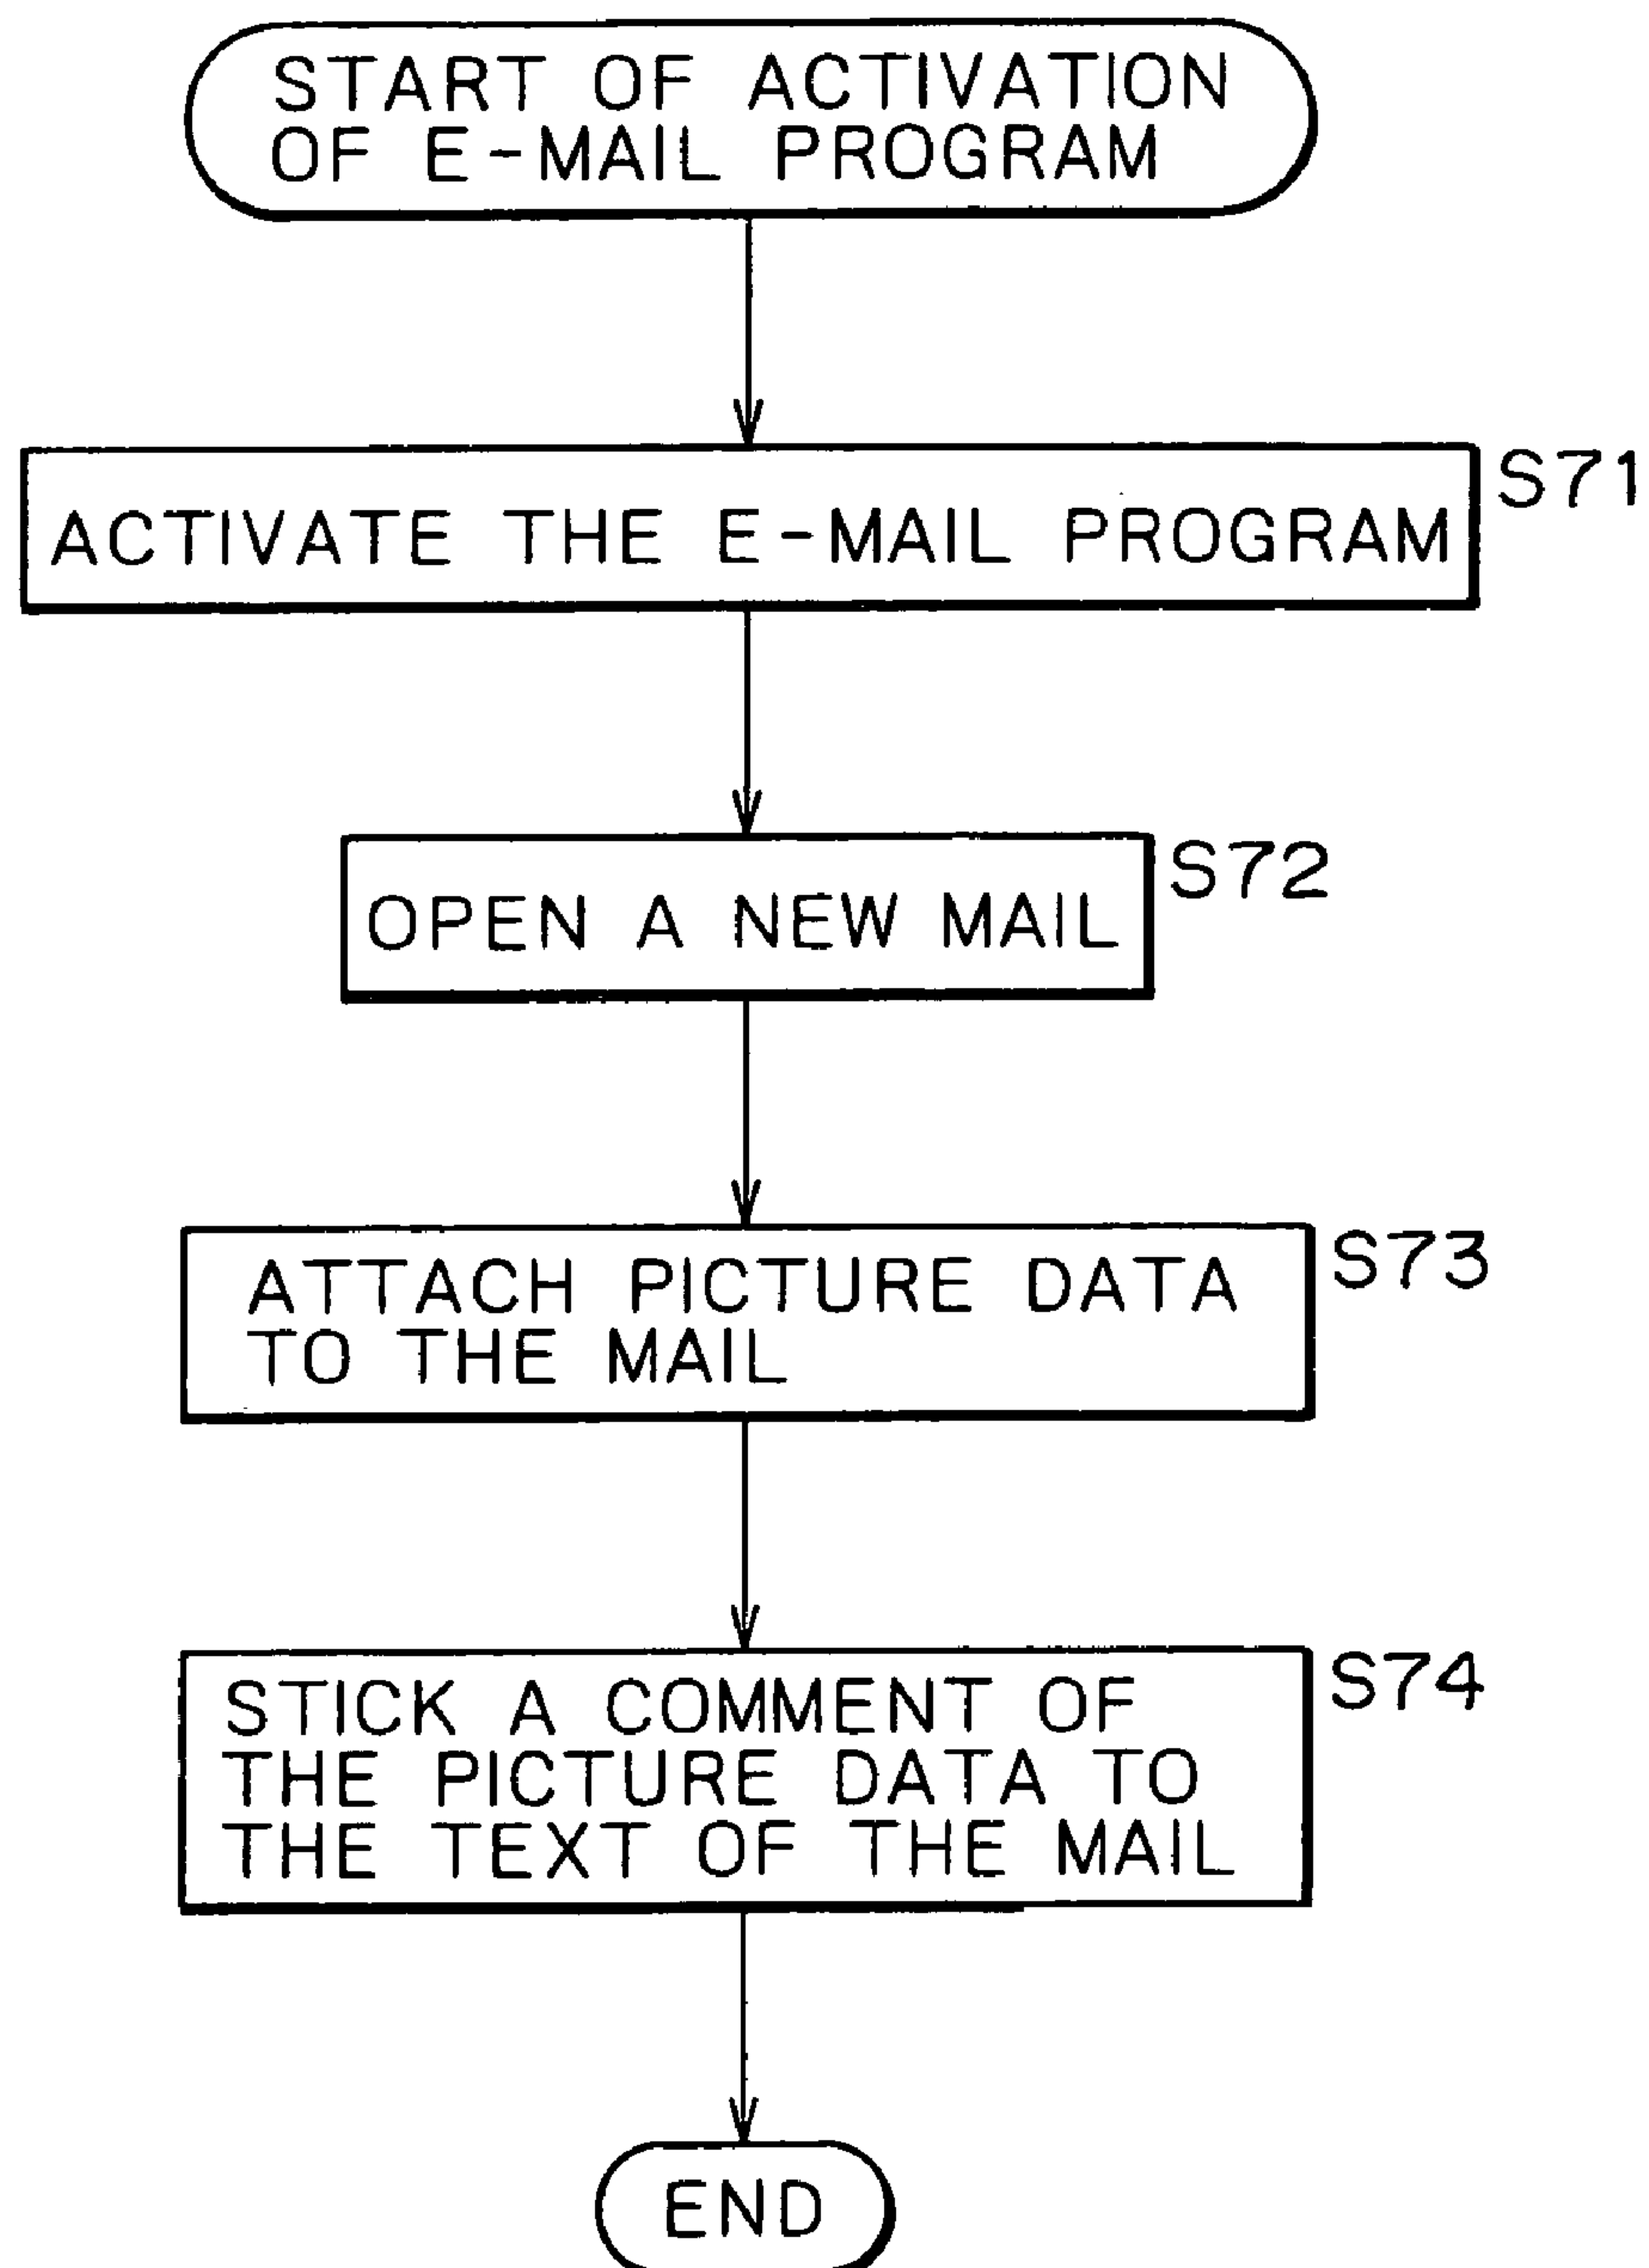 START OF ACTIVATION
OF E-MAIL PROGRAM
S71
ACTIVATE THE E-MAIL PROGRAM
S72
OPEN A NEW MAIL
S73
ATTACH PICTURE DATA
TO THE MAIL
S74
STICK A COMMENT OF
THE PICTURE DATA TO
THE TEXT OF THE MAIL
END